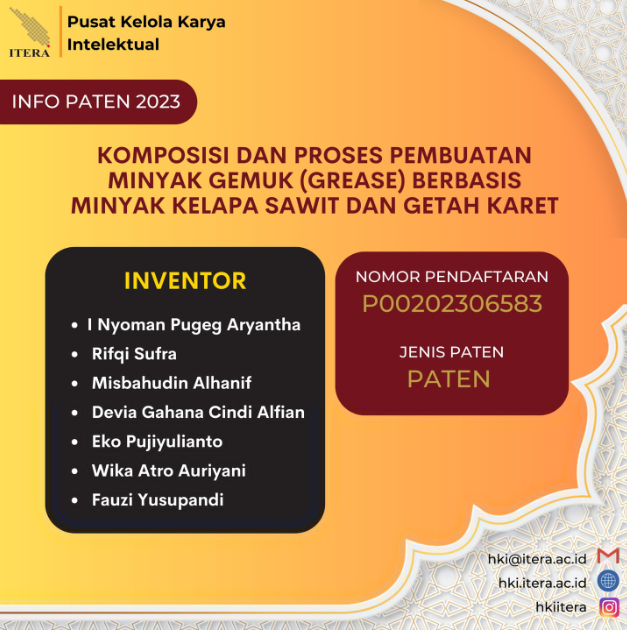 ITERA
Pusat Kelola Karya
Intelektual
INFO PATEN 2023
KOMPOSISI DAN PROSES PEMBUATAN
MINYAK GEMUK (GREASE) BERBASIS
MINYAK KELAPA SAWIT DAN GETAH KARET
INVENTOR
• I Nyoman Pugeg Aryantha
• Rifqi Sufra
• Misbahudin Alhanif
• Devia Gahana Cindi Alfian
• Eko Pujiyulianto
• Wika Atro Auriyani
• Fauzi Yusupandi
NOMOR PENDAFTARAN
P00202306583
JENIS PATEN
PATEN
hki@itera.ac.id
hki.itera.ac.id
hkiitera